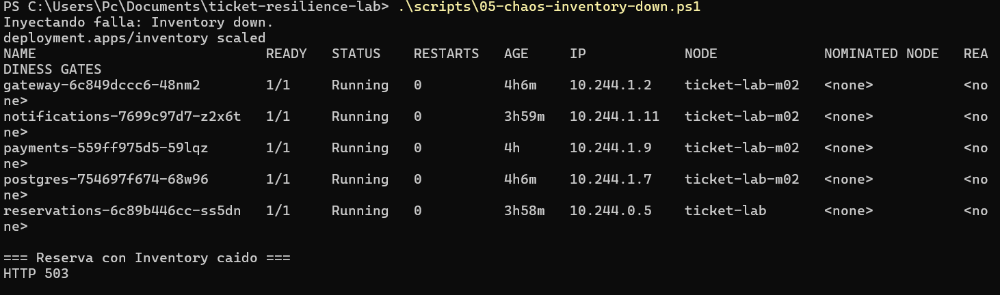 PS C:\Users\Pc\Documents\ticket-resilience-lab> .\scripts\05-chaos-inventory-down.ps1
Inyectando falla: Inventory down.
deployment.apps/inventory scaled
NAME                            READY   STATUS    RESTARTS   AGE     IP            NODE             NOMINATED NODE   REA
DINESS GATES
gateway-6c849dccc6-48nm2        1/1     Running   0          4h6m    10.244.1.2    ticket-lab-m02   <none>           <no
ne>
notifications-7699c97d7-z2x6t   1/1     Running   0          3h59m   10.244.1.11   ticket-lab-m02   <none>           <no
ne>
payments-559ff975d5-59lqz       1/1     Running   0          4h      10.244.1.9    ticket-lab-m02   <none>           <no
ne>
postgres-754697f674-68w96       1/1     Running   0          4h6m    10.244.1.7    ticket-lab-m02   <none>           <no
ne>
reservations-6c89b446cc-ss5dn   1/1     Running   0          3h58m   10.244.0.5    ticket-lab       <none>           <no
ne>

=== Reserva con Inventory caido ===
HTTP 503